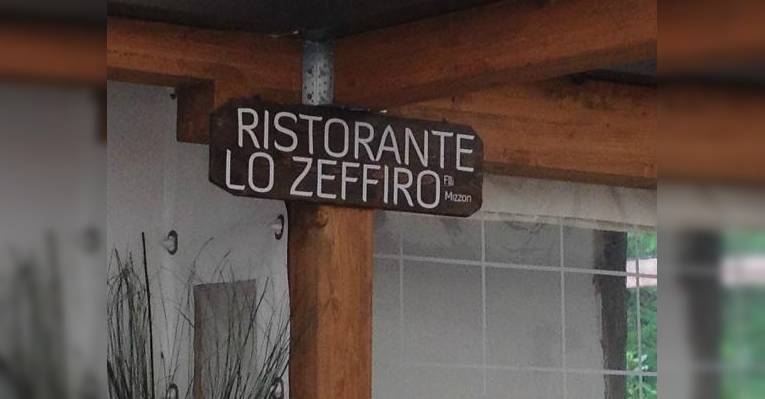 RISTORANTE
LO ZEFFIRO
F.lli
Mizzon